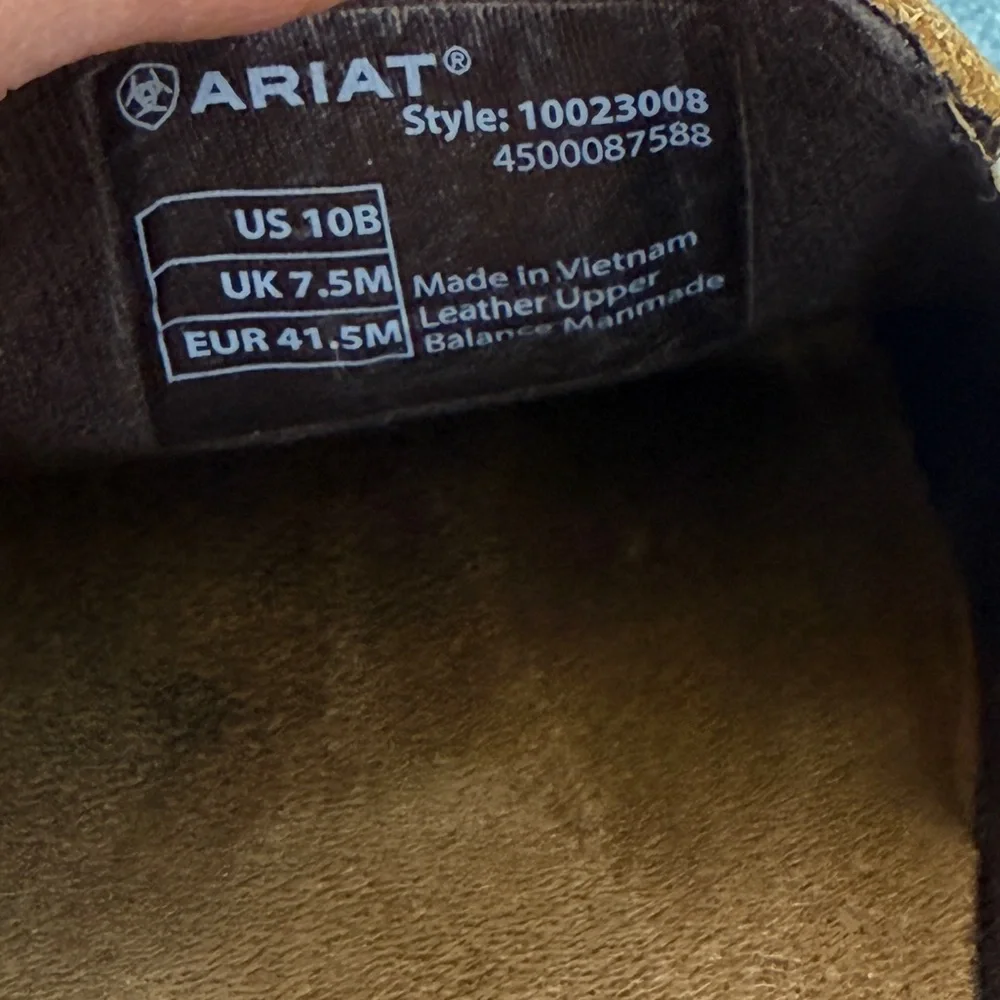 ARIAT®
Style: 10023008
4500087588
US 10B
UK 7.5M
EUR 41.5M
Made in Vietnam
Leather Upper
Balance Manmade